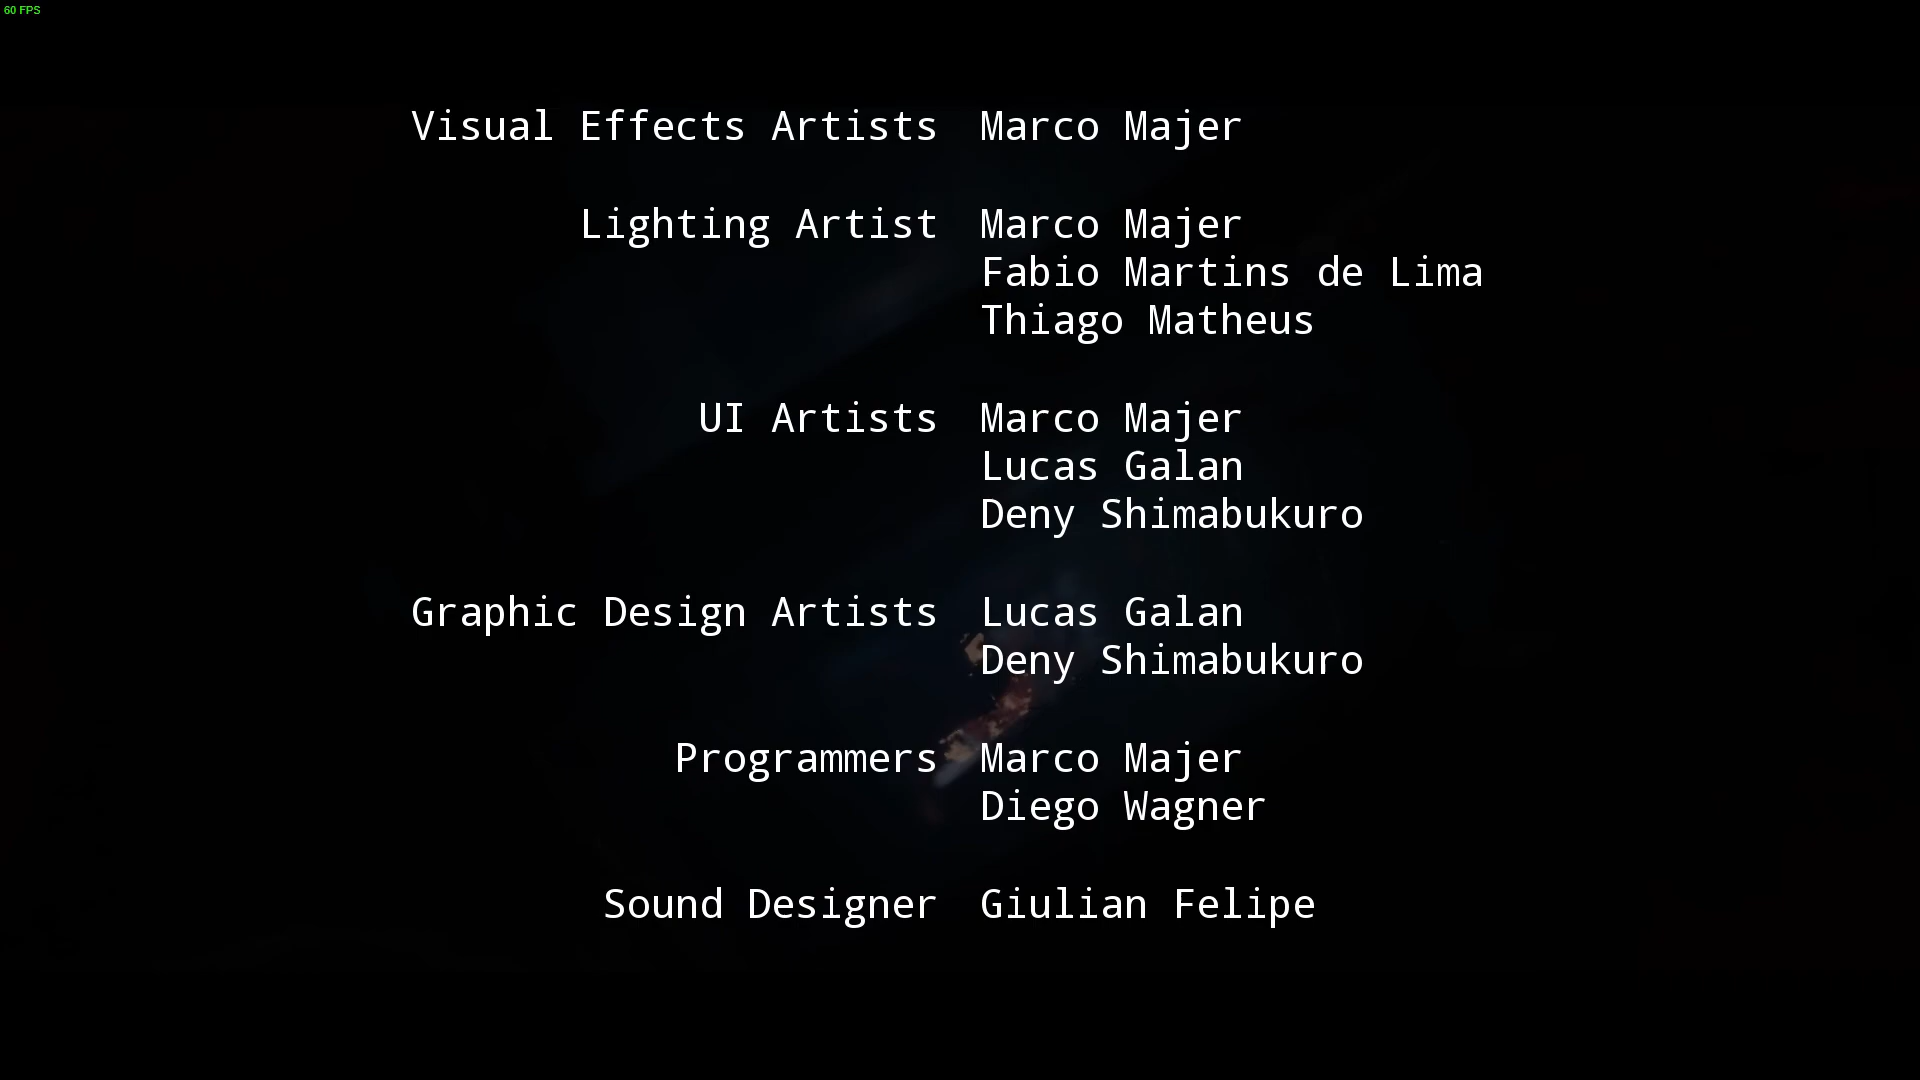 60 FPS
Visual Effects Artists Marco Majer
Lighting Artist Marco Majer
Fabio Martins de Lima
Thiago Matheus
UI Artists Marco Majer
Lucas Galan
Deny Shimabukuro
Graphic Design Artists Lucas Galan
Deny Shimabukuro
Programmers Marco Majer
Diego Wagner
Sound Designer Giulian Felipe